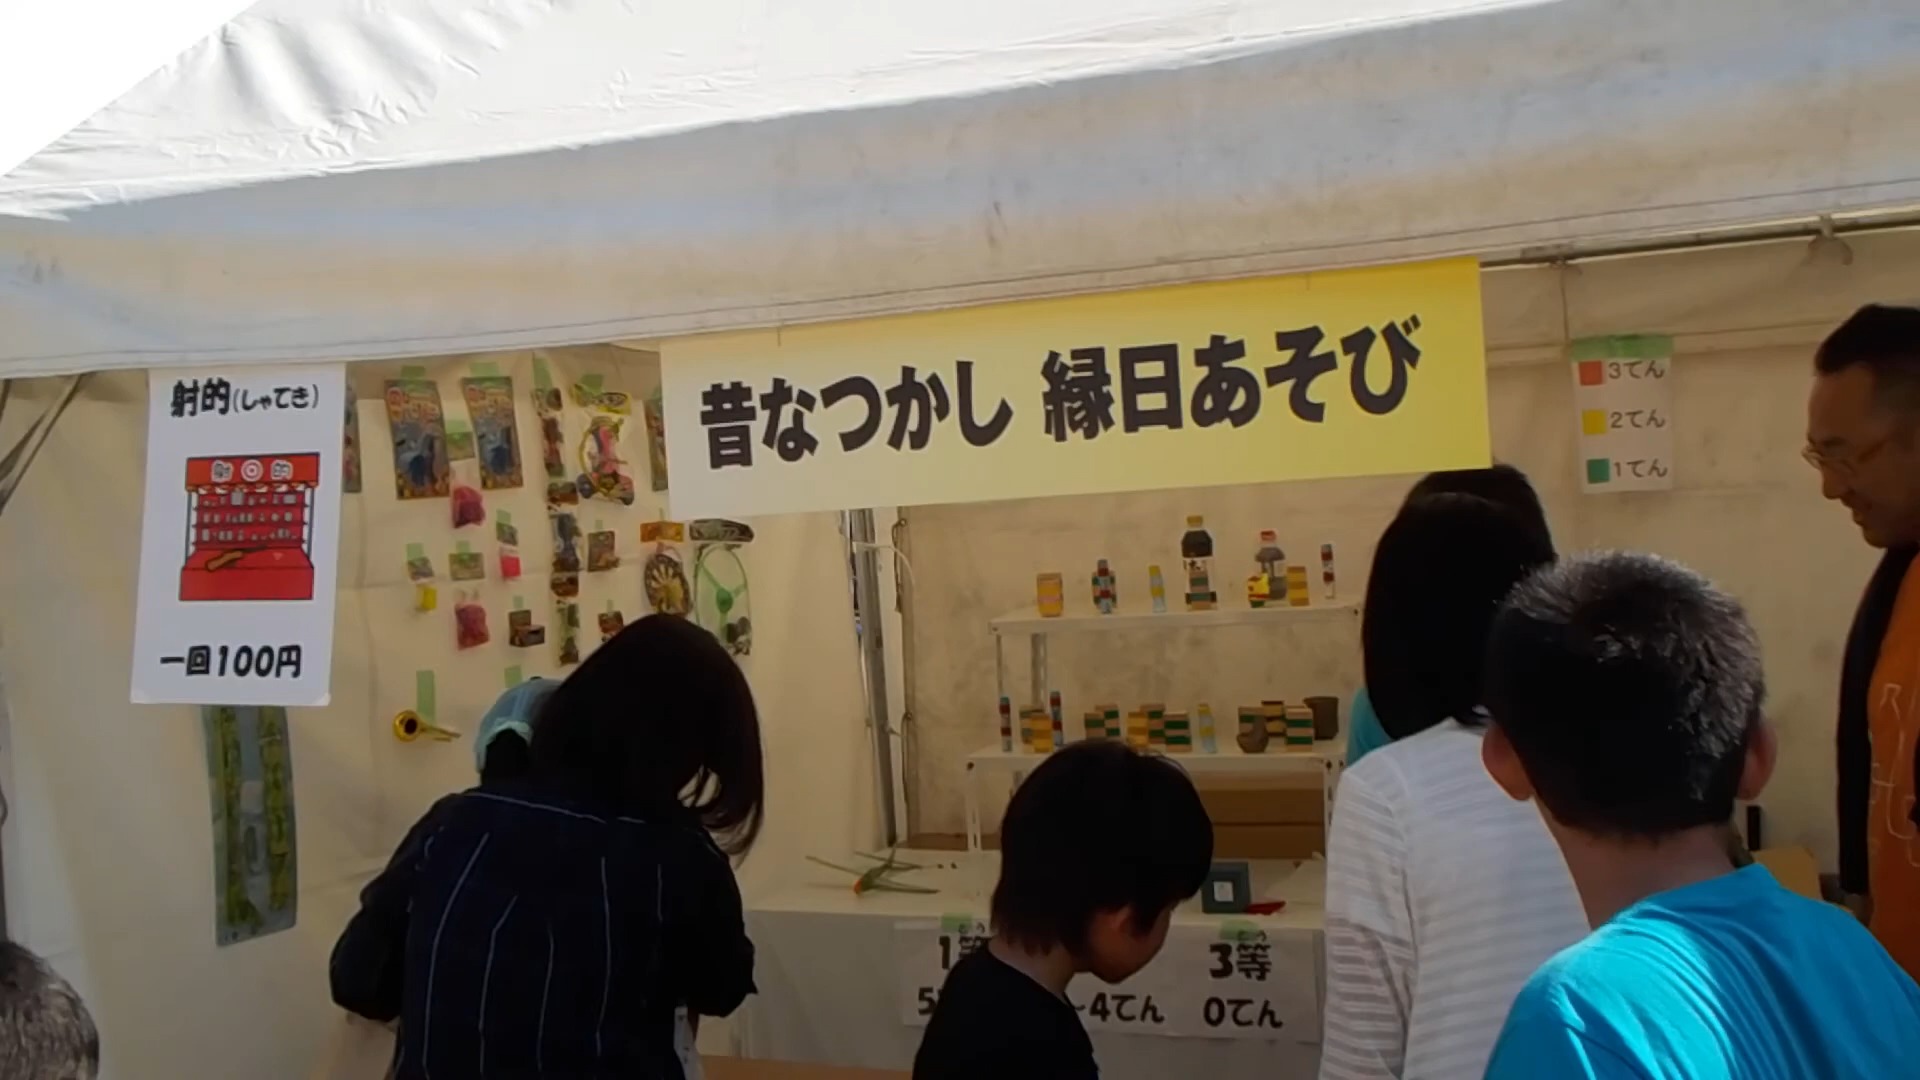 射的(しゃてき)
射 的
一回100円
昔なつかし 縁日あそび
3てん
2てん
1てん
1等
3等
~4てん
0てん